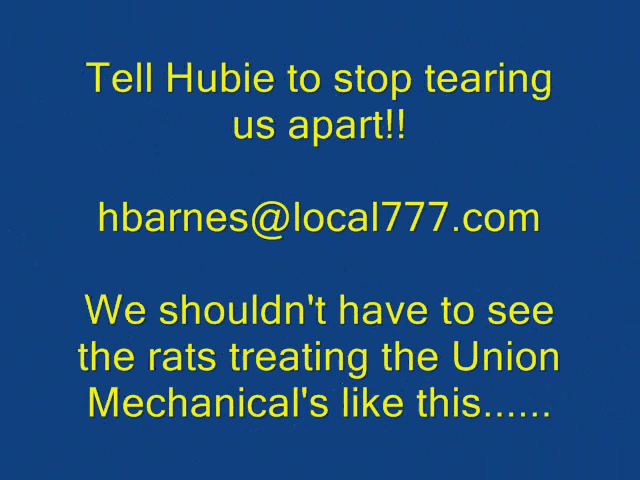 Tell Hubie to stop tearing
us apart!!
hbarnes@local777.com
We shouldn't have to see
the rats treating the Union
Mechanical's like this......